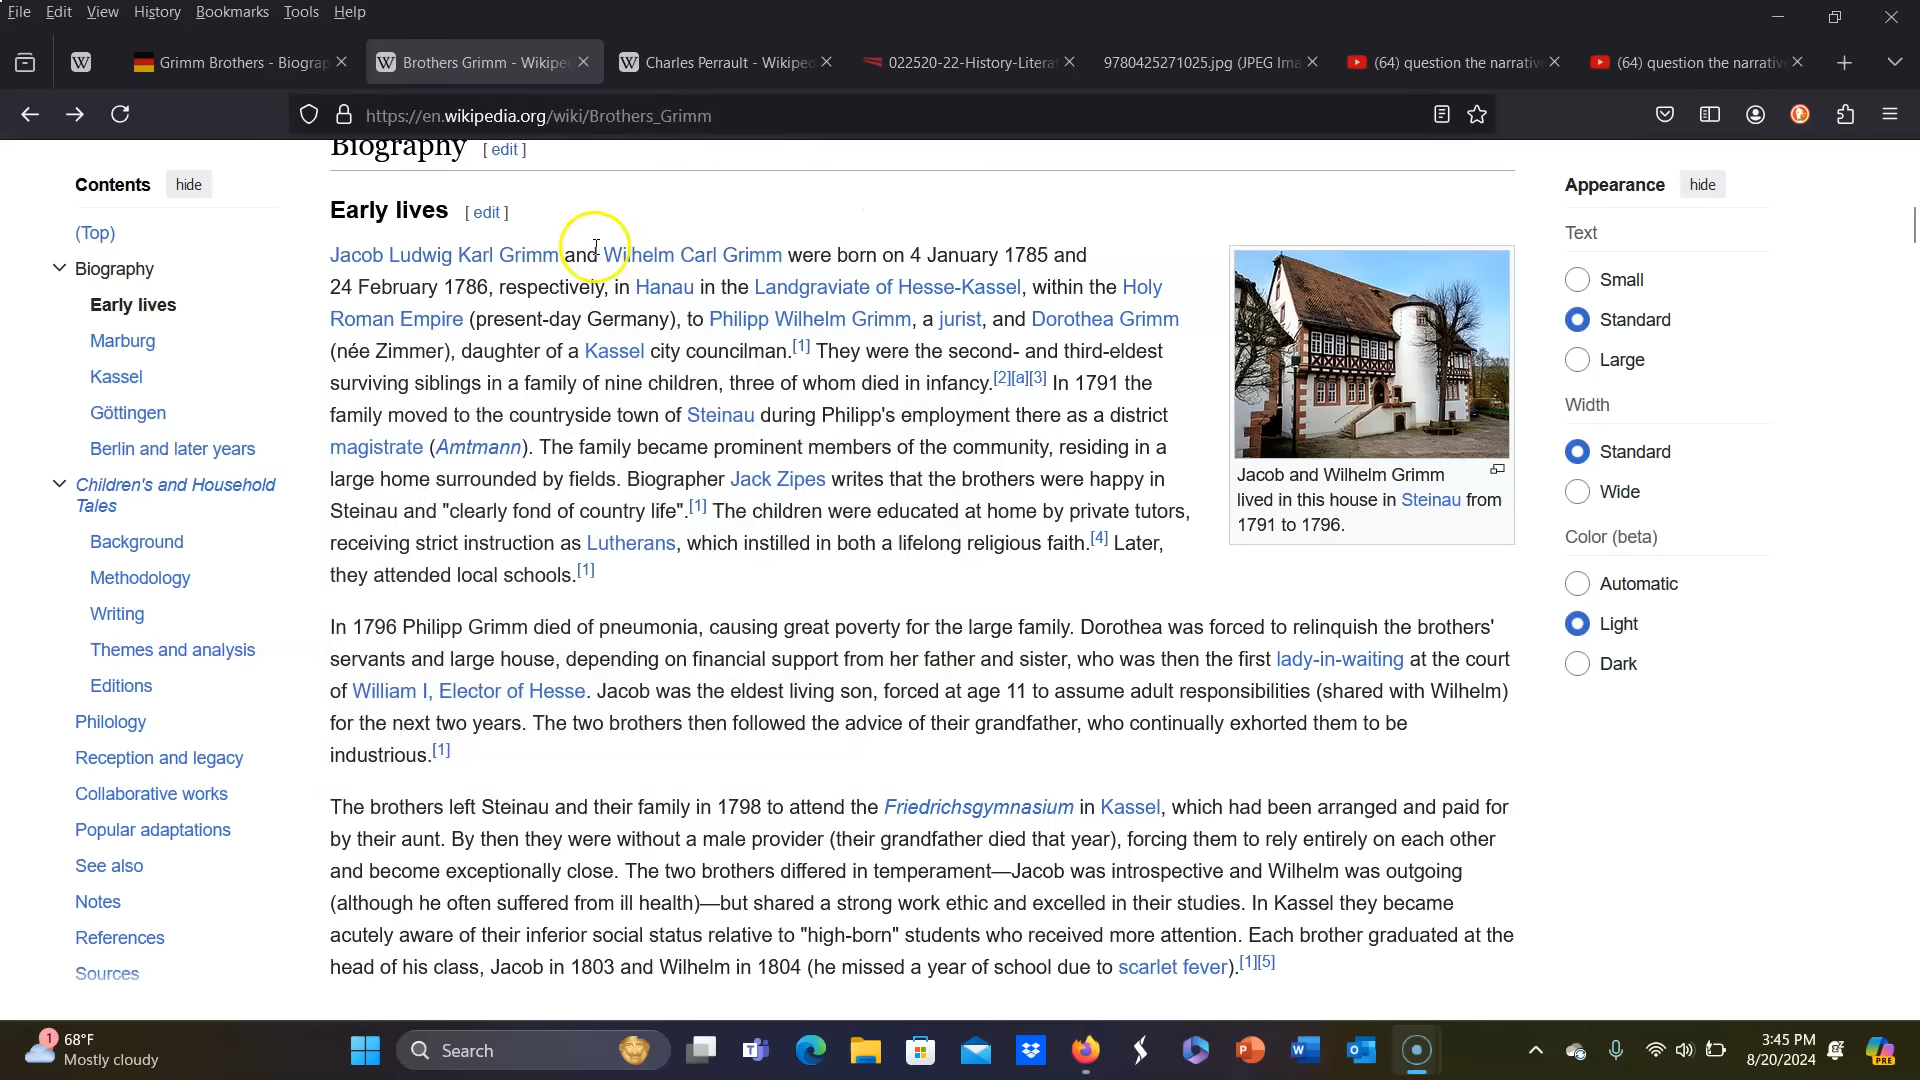 File Edit View History Bookmarks Tools Help
Grimm Brothers - Biograp
Brothers Grimm - Wikipe
Charles Perrault - Wikiped
022520-22-History-Litera
9780425271025.jpg (JPEG Ima
(64) question the narrativ
(64) question the narrativ
https://en.wikipedia.org/wiki/Brothers_Grimm
Contents hide
(Top)
Biography
Early lives
Marburg
Kassel
Göttingen
Berlin and later years
Children's and Household
Tales
Background
Methodology
Writing
Themes and analysis
Editions
Philology
Reception and legacy
Collaborative works
Popular adaptations
See also
Notes
References
Sources
Biography [ edit ]
Early lives [ edit ]
Jacob Ludwig Karl Grimm and Wilhelm Carl Grimm were born on 4 January 1785 and
24 February 1786, respectively, in Hanau in the Landgraviate of Hesse-Kassel, within the Holy
Roman Empire (present-day Germany), to Philipp Wilhelm Grimm, a jurist, and Dorothea Grimm
(née Zimmer), daughter of a Kassel city councilman.[1] They were the second- and third-eldest
surviving siblings in a family of nine children, three of whom died in infancy.[2][a][3] In 1791 the
family moved to the countryside town of Steinau during Philipp's employment there as a district
magistrate (Amtmann). The family became prominent members of the community, residing in a
large home surrounded by fields. Biographer Jack Zipes writes that the brothers were happy in
Steinau and "clearly fond of country life".[1] The children were educated at home by private tutors,
receiving strict instruction as Lutherans, which instilled in both a lifelong religious faith.[4] Later,
they attended local schools.[1]
Jacob and Wilhelm Grimm
lived in this house in Steinau from
1791 to 1796.
In 1796 Philipp Grimm died of pneumonia, causing great poverty for the large family. Dorothea was forced to relinquish the brothers'
servants and large house, depending on financial support from her father and sister, who was then the first lady-in-waiting at the court
of William I, Elector of Hesse. Jacob was the eldest living son, forced at age 11 to assume adult responsibilities (shared with Wilhelm)
for the next two years. The two brothers then followed the advice of their grandfather, who continually exhorted them to be
industrious.[1]
The brothers left Steinau and their family in 1798 to attend the Friedrichsgymnasium in Kassel, which had been arranged and paid for
by their aunt. By then they were without a male provider (their grandfather died that year), forcing them to rely entirely on each other
and become exceptionally close. The two brothers differed in temperament—Jacob was introspective and Wilhelm was outgoing
(although he often suffered from ill health)—but shared a strong work ethic and excelled in their studies. In Kassel they became
acutely aware of their inferior social status relative to "high-born" students who received more attention. Each brother graduated at the
head of his class, Jacob in 1803 and Wilhelm in 1804 (he missed a year of school due to scarlet fever).[1][5]
Appearance hide
Text
Small
Standard
Large
Width
Standard
Wide
Color (beta)
Automatic
Light
Dark
1
68°F
Mostly cloudy
Search
3:45 PM
8/20/2024
PRE